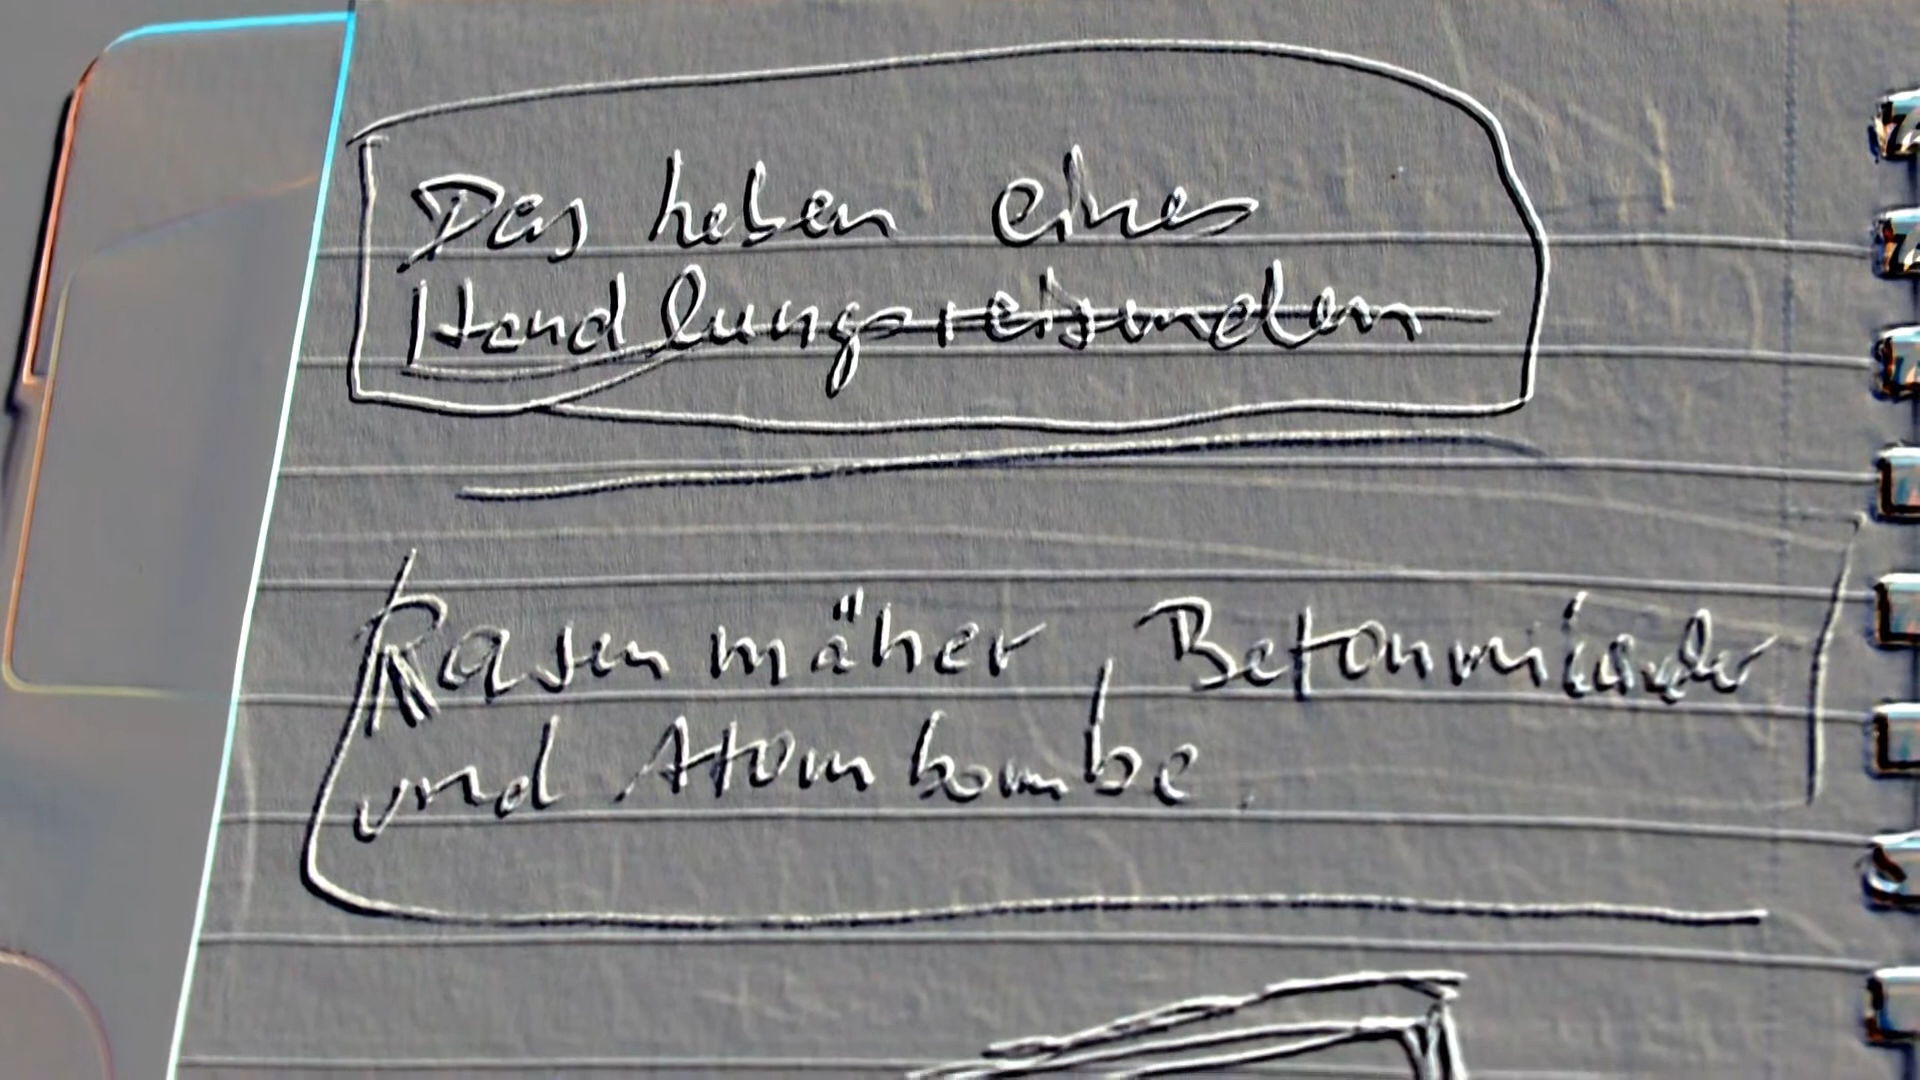 Das Leben eines
Handlungsreisenden
Rasenmäher, Betonmischer
und Atombombe.